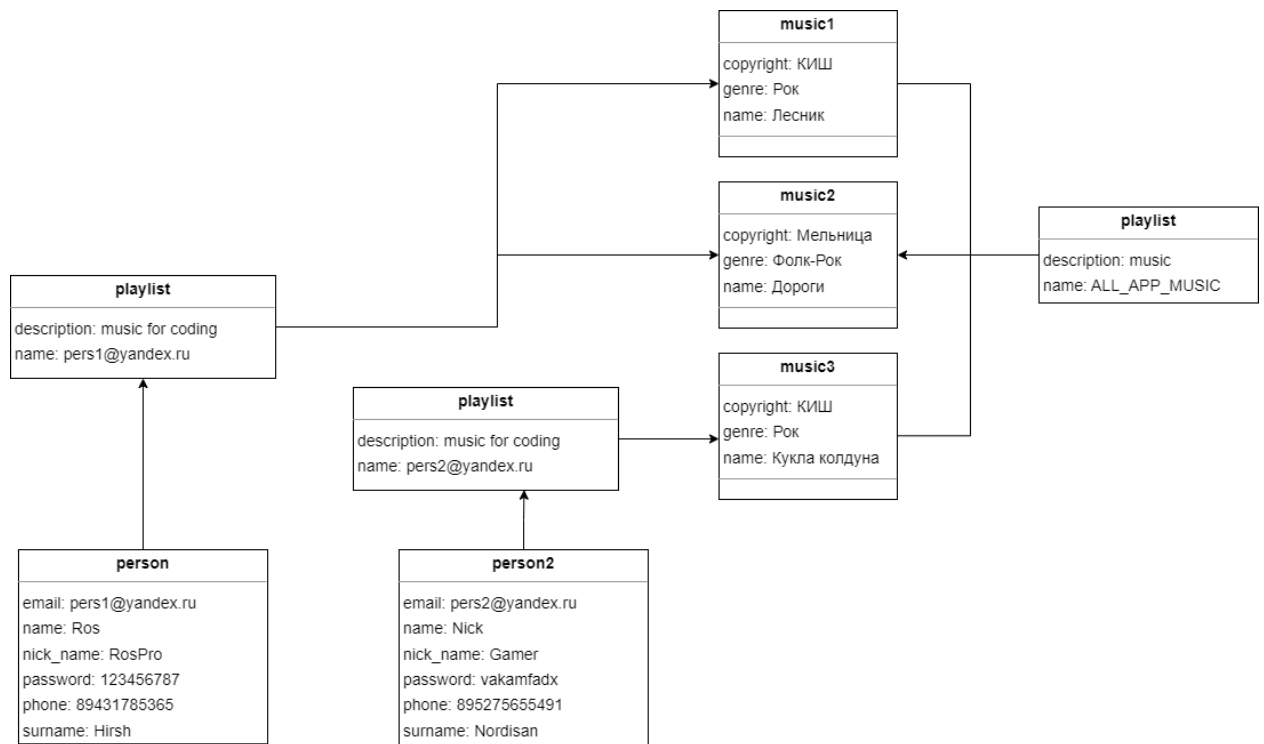 music1
copyright: КИШ
genre: Рок
name: Лесник
music2
copyright: Мельница
genre: Фолк-Рок
name: Дороги
playlist
description: music
name: ALL_APP_MUSIC
playlist
description: music for coding
name: pers1@yandex.ru
music3
copyright: КИШ
genre: Рок
name: Кукла колдуна
playlist
description: music for coding
name: pers2@yandex.ru
person
email: pers1@yandex.ru
name: Ros
nick_name: RosPro
password: 123456787
phone: 89431785365
surname: Hirsh
person2
email: pers2@yandex.ru
name: Nick
nick_name: Gamer
password: vakamfadx
phone: 895275655491
surname: Nordisan